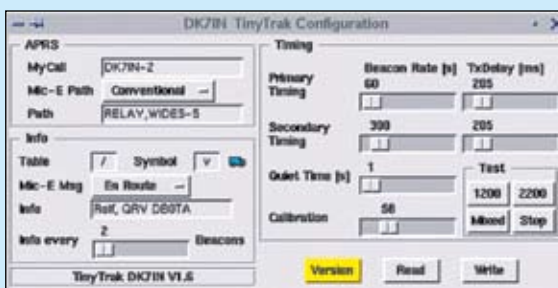 DK7IN TinyTrak Configuration
APRS
MyCall DK7IN-2
Mic-E Path Conventional
Path RELAY,WIDE5-5
Info
Table / Symbol v
Mic-E Msg En Route
Info Rolf, QRV DB0TA
Info every 2 Beacons
TinyTrak DK7IN V1.6
Timing
Beacon Rate [s] TxDelay [ms]
Primary Timing 60 205
Secondary Timing 300 205
Quiet Time [s] 1
Calibration 58
Test
1200 2200
Mixed Stop
Version Read Write